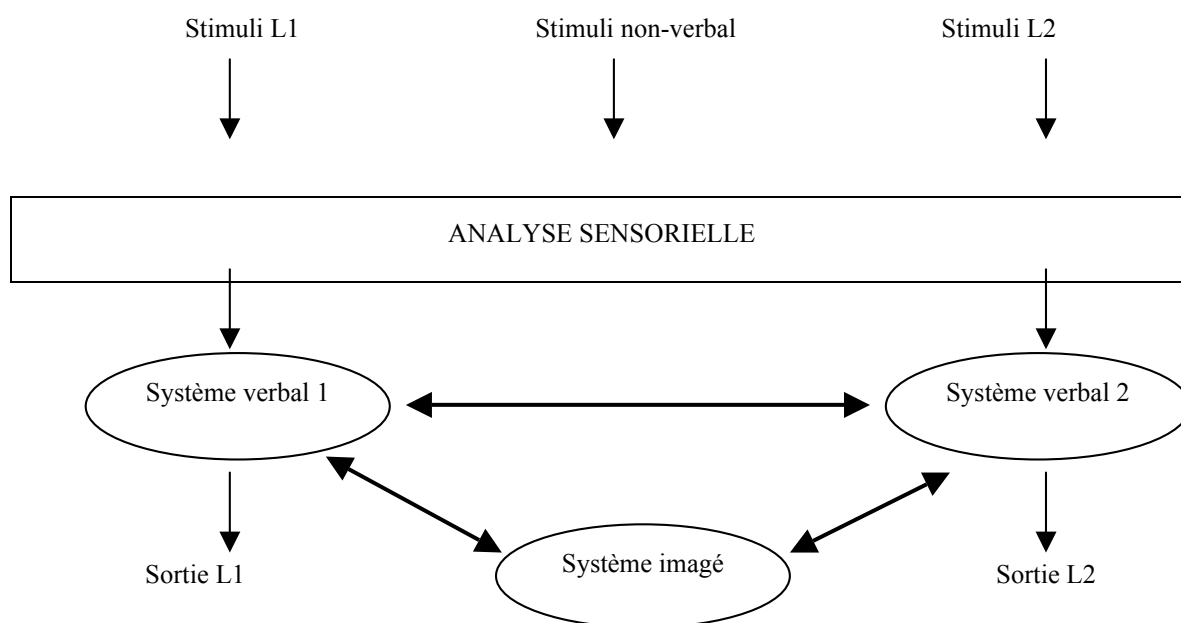 Stimuli L1
Stimuli non-verbal
Stimuli L2
ANALYSE SENSORIELLE
Système verbal 1
Système verbal 2
Système imagé
Sortie L1
Sortie L2